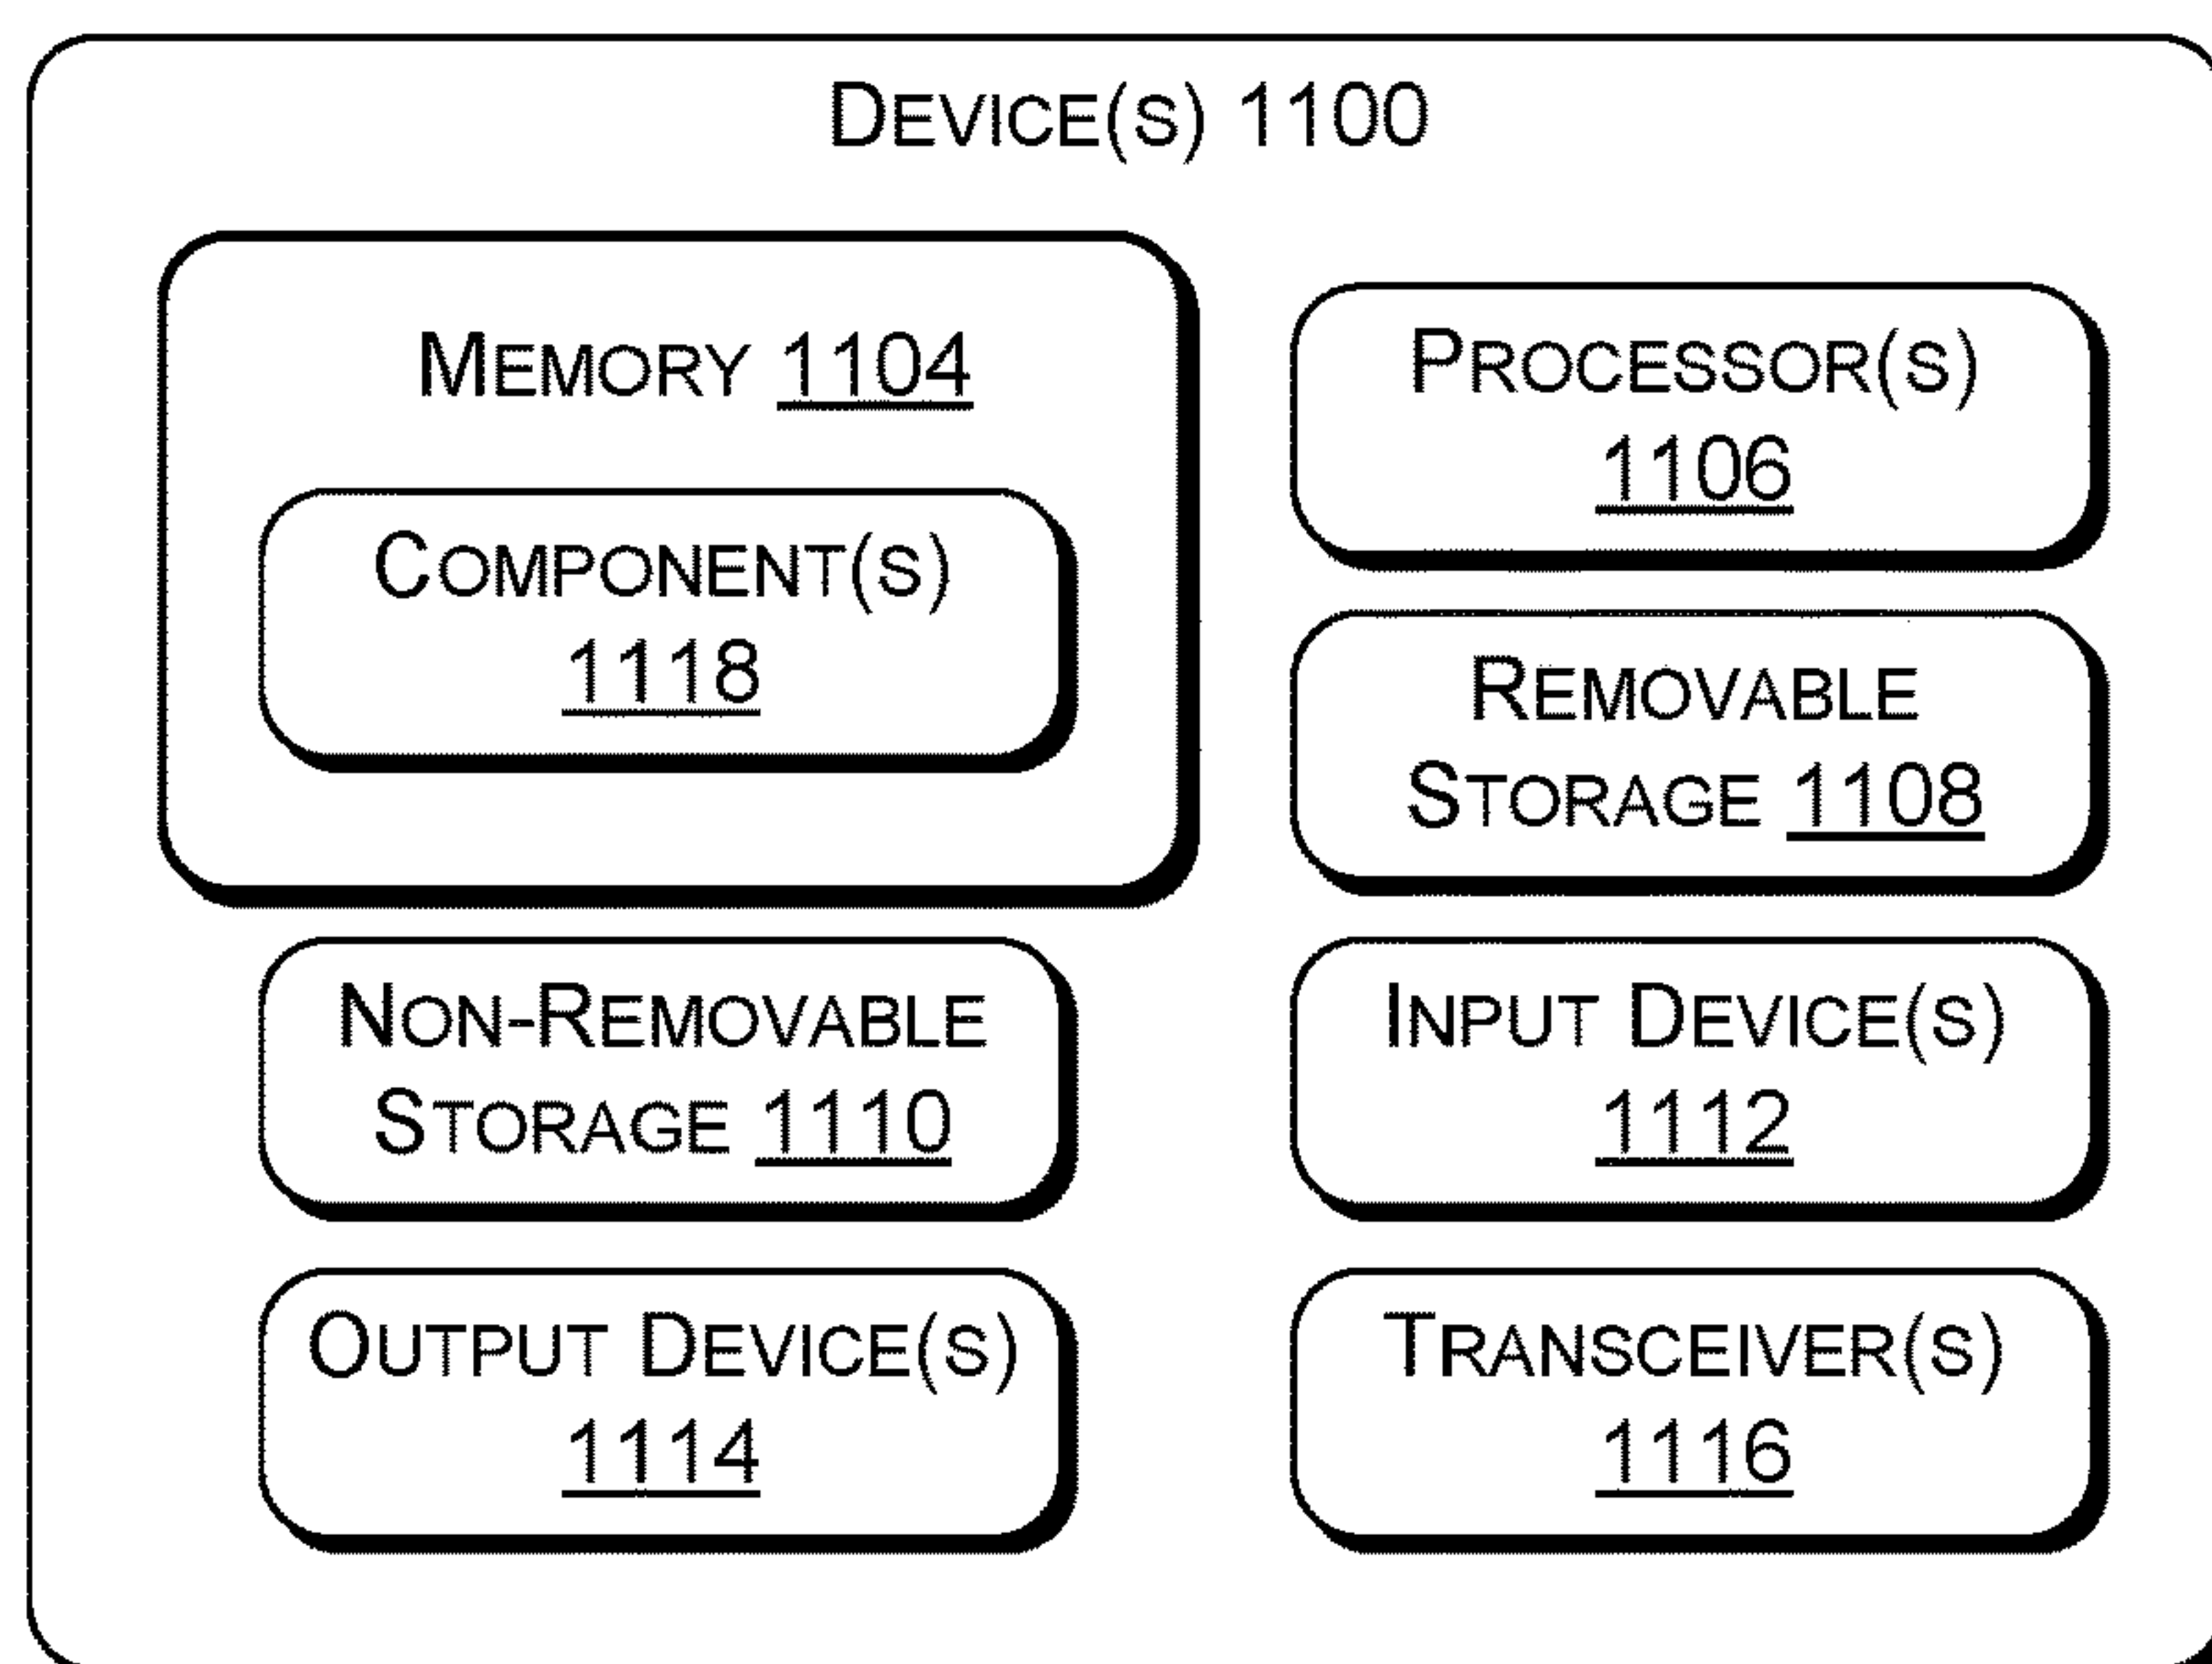 DEVICE(S) 1100
MEMORY 1104
COMPONENT(S)
1118
PROCESSOR(S)
1106
REMOVABLE
STORAGE 1108
NON-REMOVABLE
STORAGE 1110
INPUT DEVICE(S)
1112
OUTPUT DEVICE(S)
1114
TRANSCEIVER(S)
1116